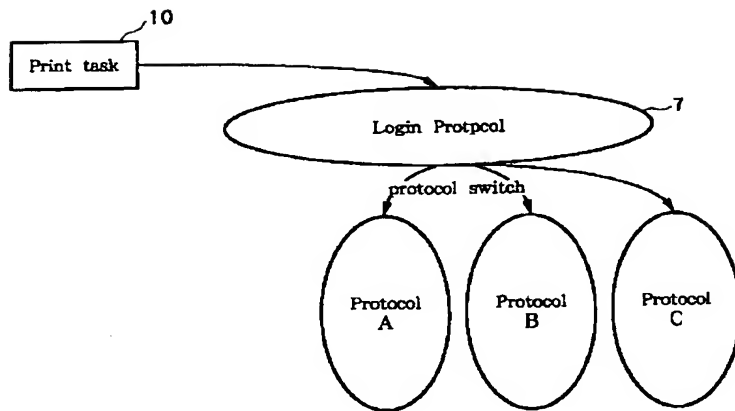 10
Print task
7
Login Protpcol
protocol switch
Protocol
A
Protocol
B
Protocol
C